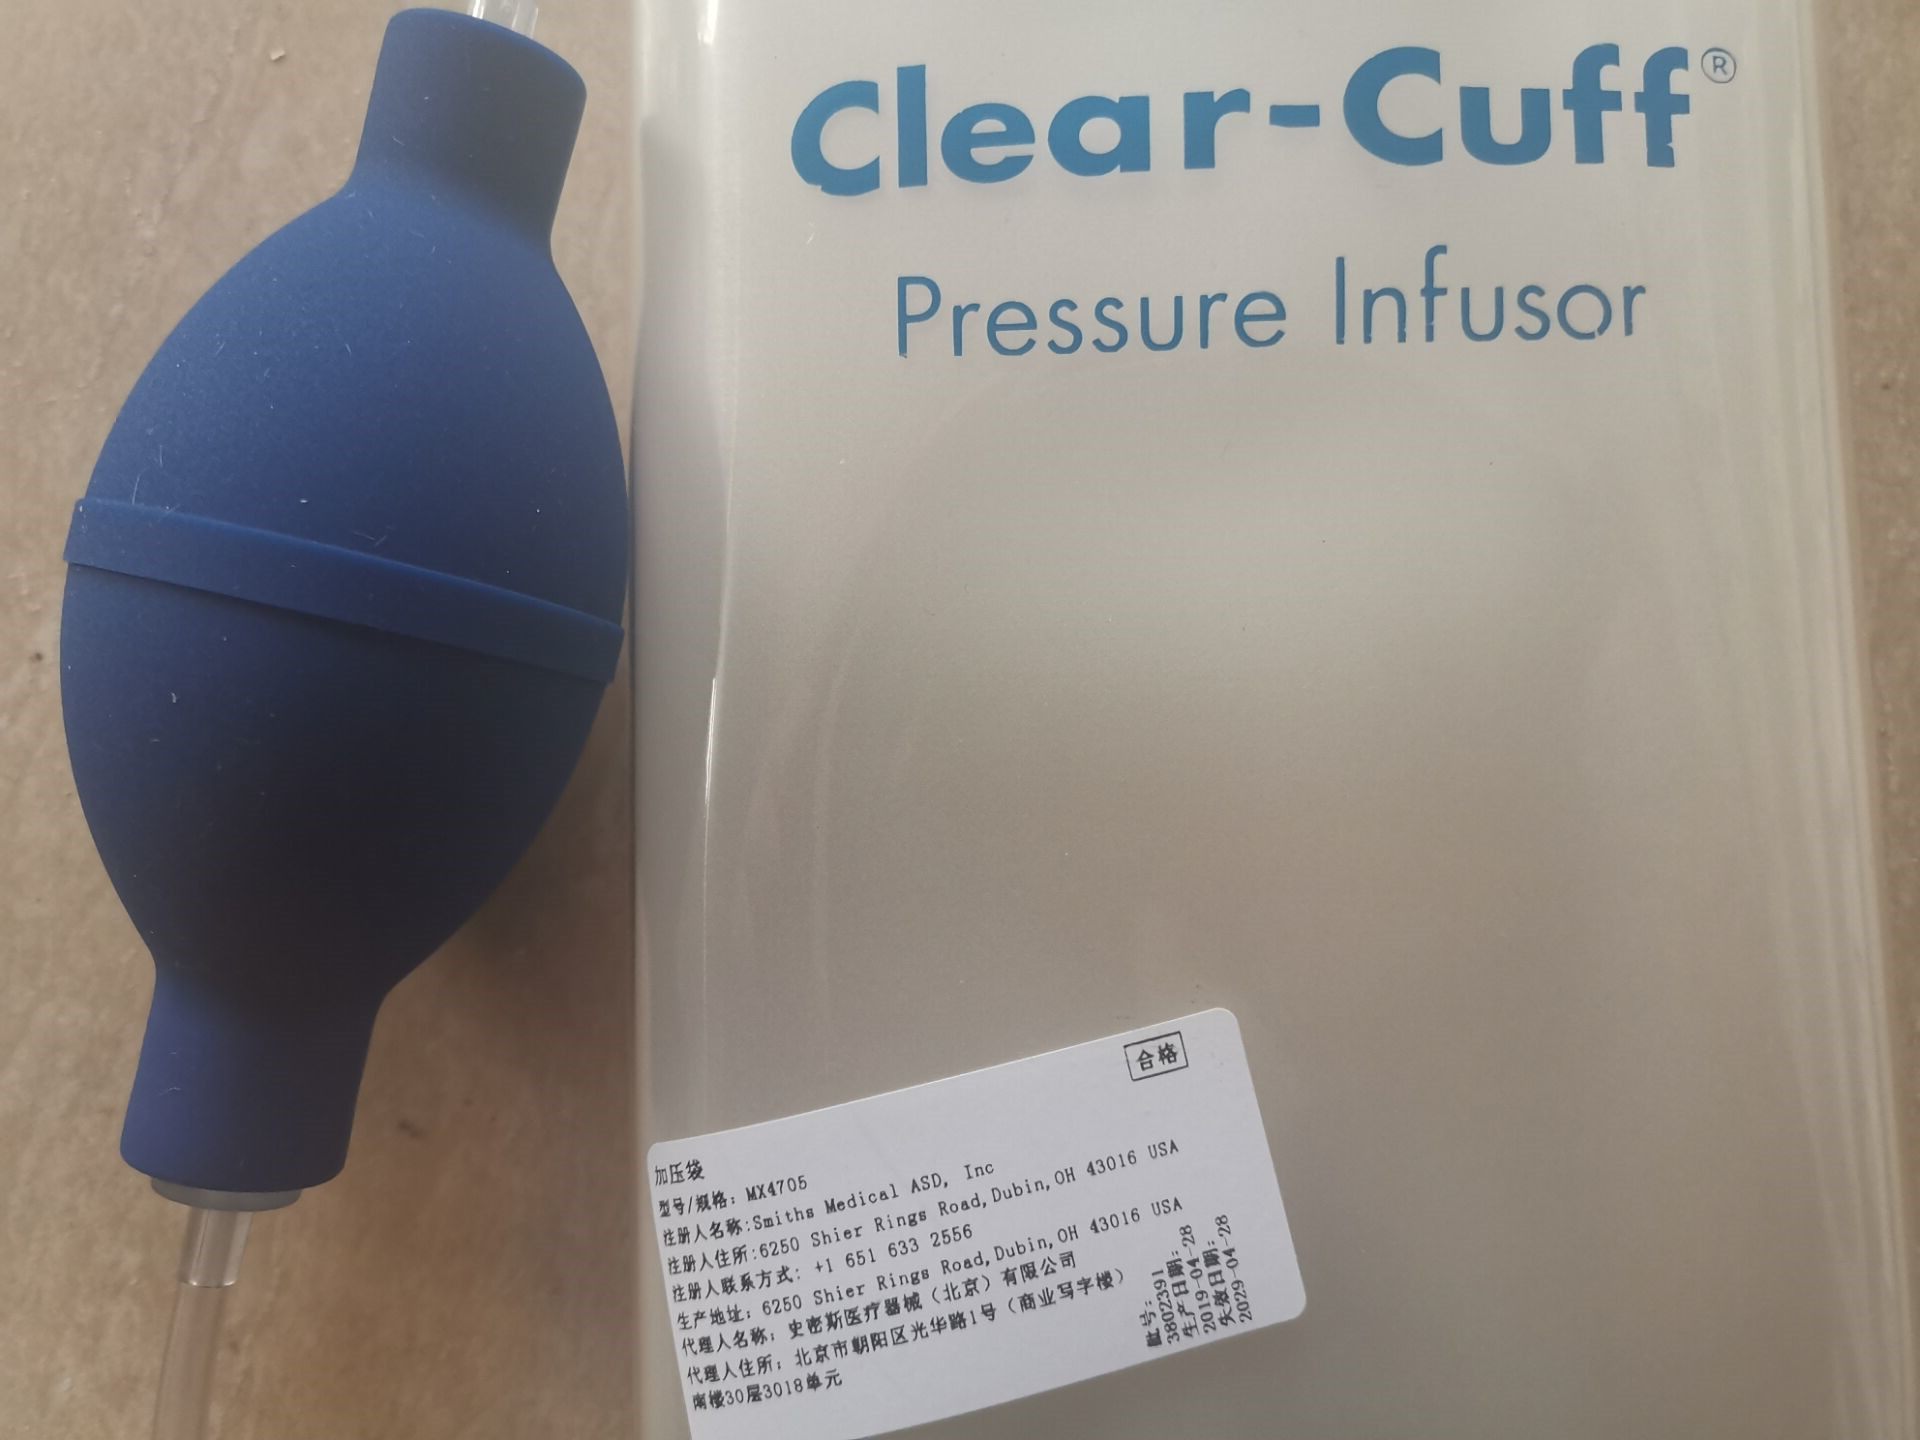 Clear-Cuff®
Pressure Infusor
合格
加压袋
型号/规格: MX4705
注册人名称:Smiths Medical ASD, Inc
注册人住所:6250 Shier Rings Road,Dubin,OH 43016 USA
注册人联系方式: +1 651 633 2556
生产地址: 6250 Shier Rings Road,Dubin,OH 43016 USA
代理人名称: 史密斯医疗器械（北京）有限公司
代理人住所: 北京市朝阳区光华路1号（商业写字楼）
南楼30层3018单元
批号:
3802391
生产日期:
2019-04-28
失效日期:
2029-04-28